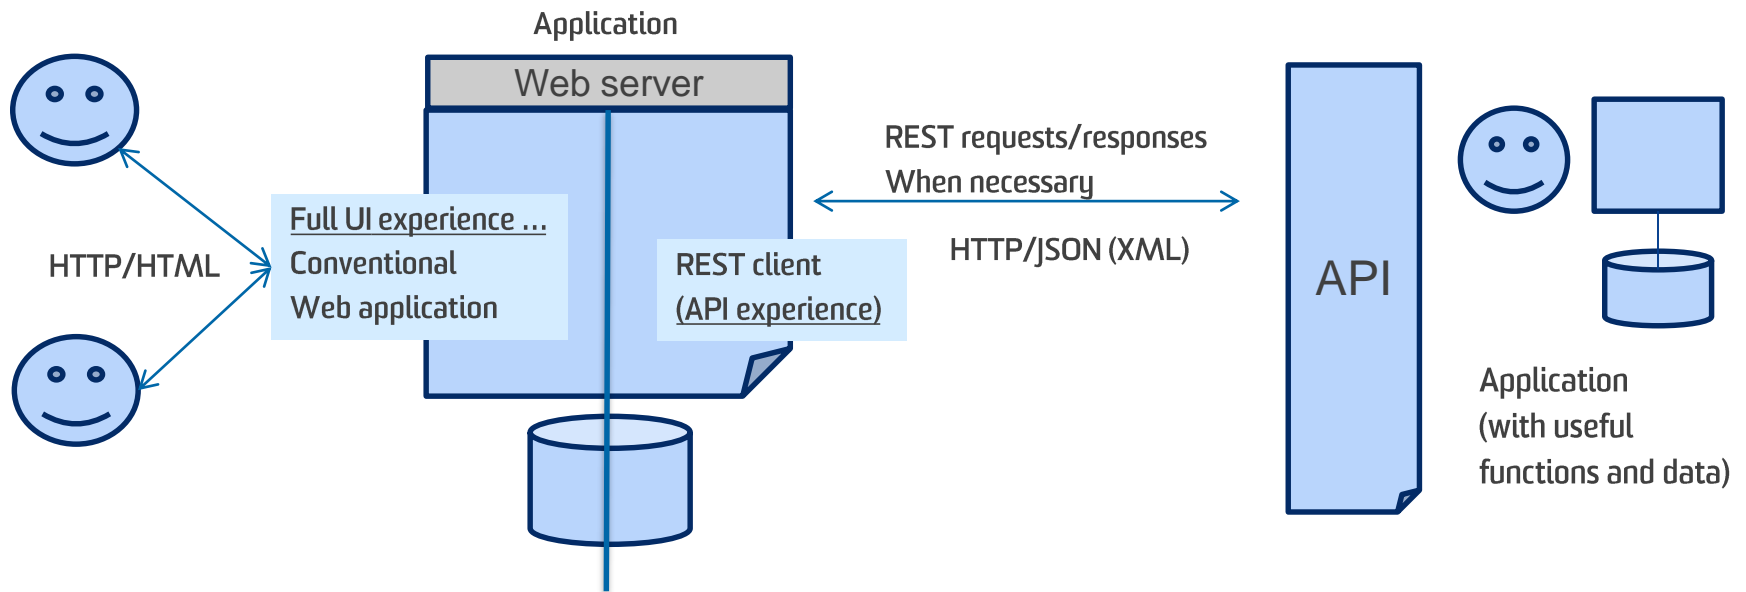 Application
Web server
HTTP/HTML
Full UI experience ...
Conventional
Web application
REST client
(API experience)
REST requests/responses
When necessary
HTTP/JSON (XML)
API
Application
(with useful
functions and data)